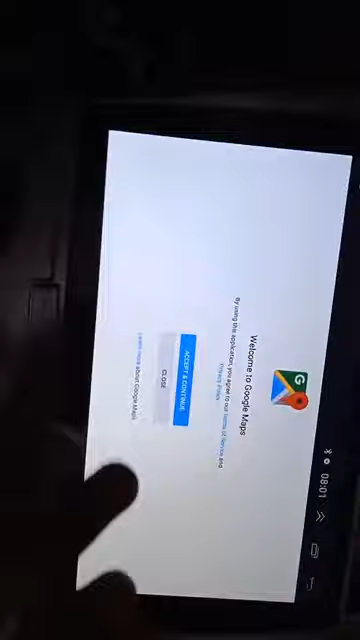 08:01
G
Welcome to Google Maps
By using this application, you agree to our Terms of Service and
Privacy Policy.
ACCEPT & CONTINUE
CLOSE
Learn more about Google Maps